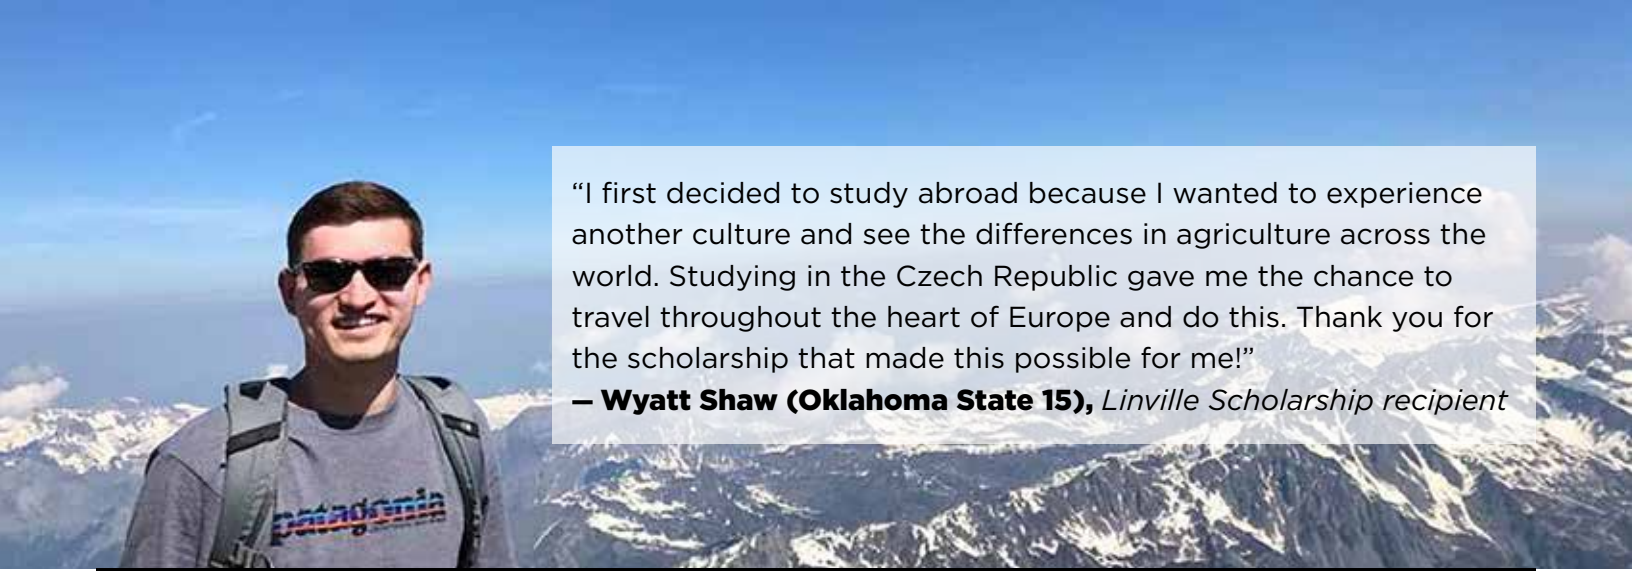 “I first decided to study abroad because I wanted to experience
another culture and see the differences in agriculture across the
world. Studying in the Czech Republic gave me the chance to
travel throughout the heart of Europe and do this. Thank you for
the scholarship that made this possible for me!”
— Wyatt Shaw (Oklahoma State 15), Linville Scholarship recipient
patagonia